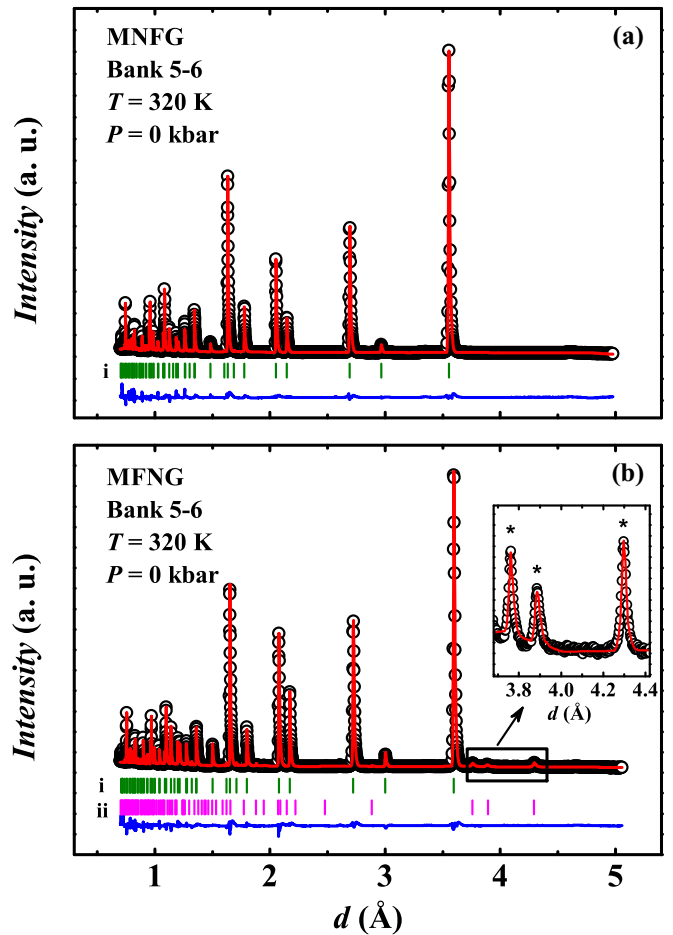 MNFG
(a)
Bank 5-6
T = 320 K
P = 0 kbar
Intensity (a. u.)
i
MFNG
(b)
Bank 5-6
T = 320 K
P = 0 kbar
* * *
3.8 4.0 4.2 4.4
d (Å)
Intensity (a. u.)
i
ii
1 2 3 4 5
d (Å)